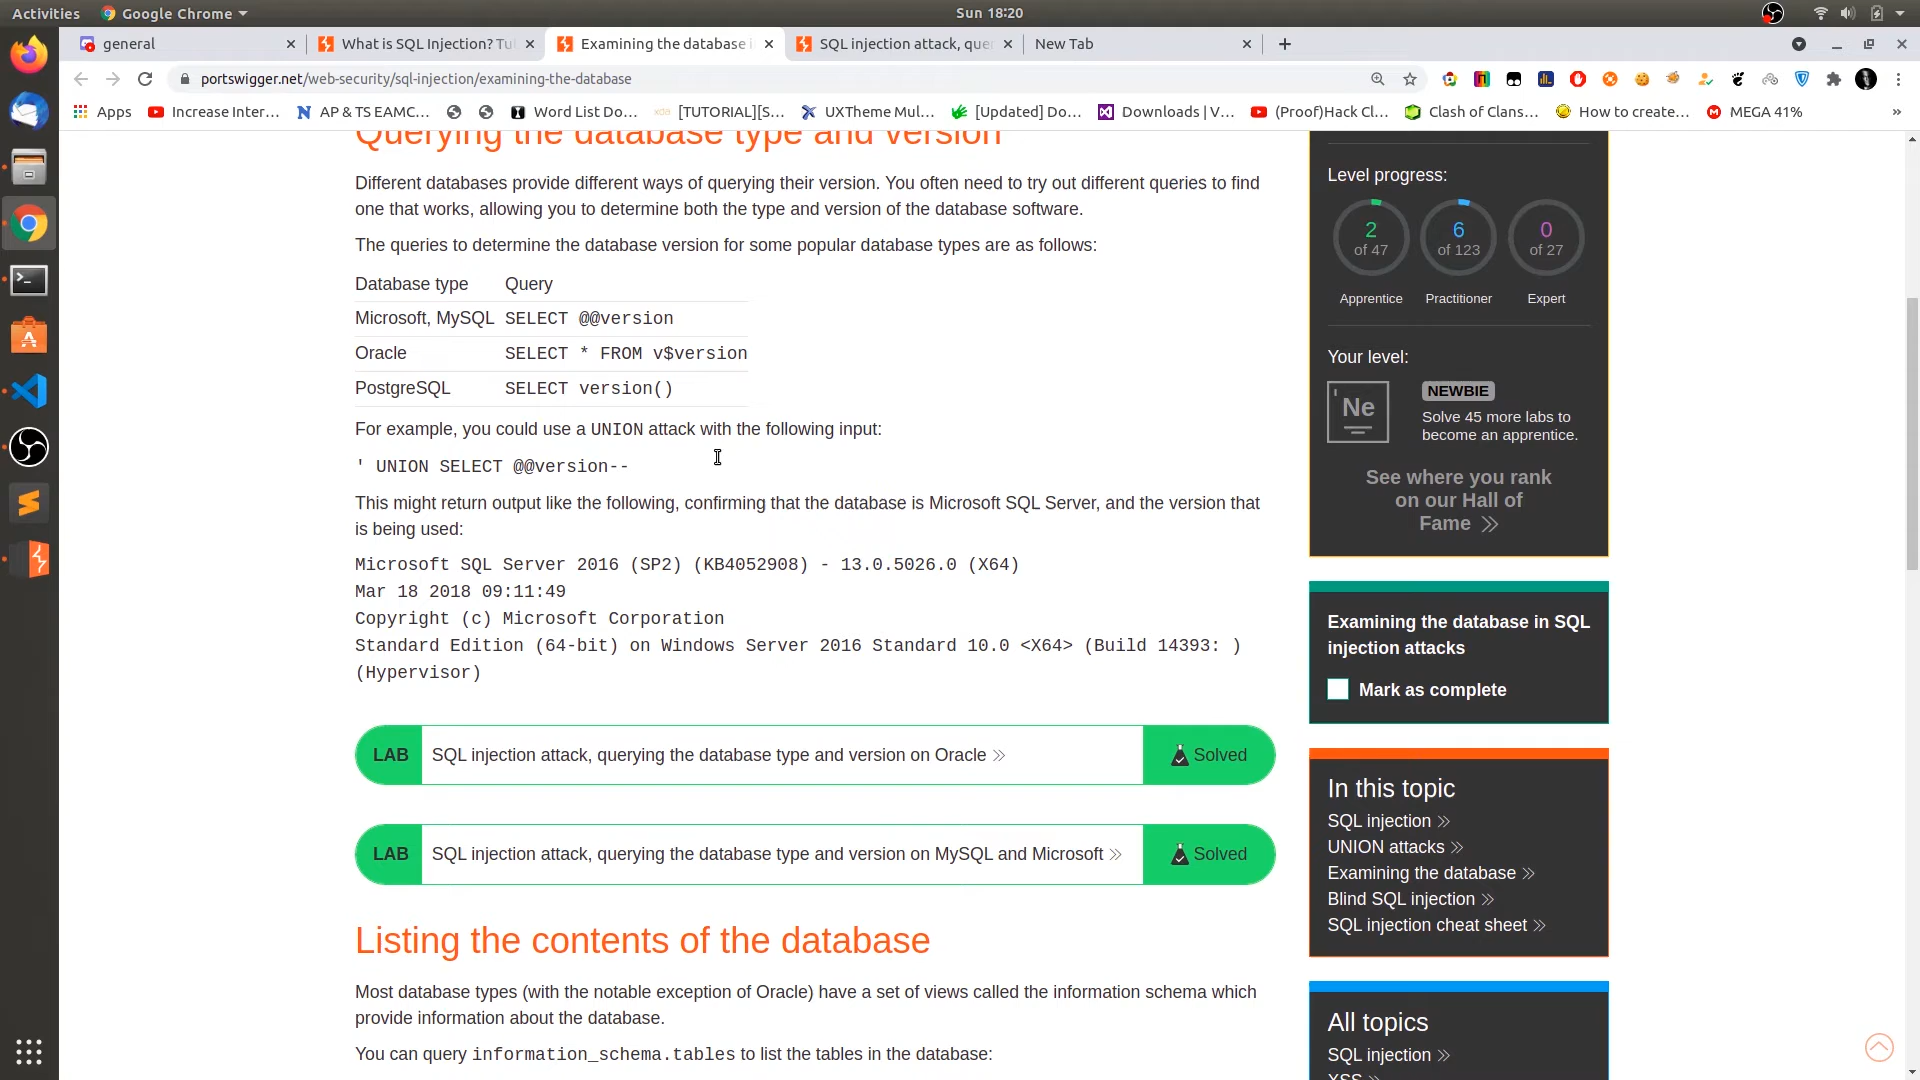 Activities
Google Chrome
Sun 18:20
general
What is SQL Injection? Tu
Examining the database i
SQL injection attack, que
New Tab
portswigger.net/web-security/sql-injection/examining-the-database
Apps
Increase Inter...
AP & TS EAMC...
Word List Do...
[TUTORIAL][S...
UXTheme Mul...
[Updated] Do...
Downloads | V...
(Proof)Hack Cl...
Clash of Clans...
How to create...
MEGA 41%
»
Querying the database type and version
Different databases provide different ways of querying their version. You often need to try out different queries to find
one that works, allowing you to determine both the type and version of the database software.
The queries to determine the database version for some popular database types are as follows:
Database type Query
Microsoft, MySQL SELECT @@version
Oracle SELECT * FROM v$version
PostgreSQL SELECT version()
For example, you could use a UNION attack with the following input:
' UNION SELECT @@version--
This might return output like the following, confirming that the database is Microsoft SQL Server, and the version that
is being used:
Microsoft SQL Server 2016 (SP2) (KB4052908) - 13.0.5026.0 (X64)
Mar 18 2018 09:11:49
Copyright (c) Microsoft Corporation
Standard Edition (64-bit) on Windows Server 2016 Standard 10.0 <X64> (Build 14393: )
(Hypervisor)
LAB SQL injection attack, querying the database type and version on Oracle Solved
LAB SQL injection attack, querying the database type and version on MySQL and Microsoft Solved
Listing the contents of the database
Most database types (with the notable exception of Oracle) have a set of views called the information schema which
provide information about the database.
You can query information_schema.tables to list the tables in the database:
Level progress:
2 6 0
of 47 of 123 of 27
Apprentice Practitioner Expert
Your level:
Ne
NEWBIE
Solve 45 more labs to
become an apprentice.
See where you rank
on our Hall of
Fame
Examining the database in SQL
injection attacks
Mark as complete
In this topic
SQL injection
UNION attacks
Examining the database
Blind SQL injection
SQL injection cheat sheet
All topics
SQL injection
XSS